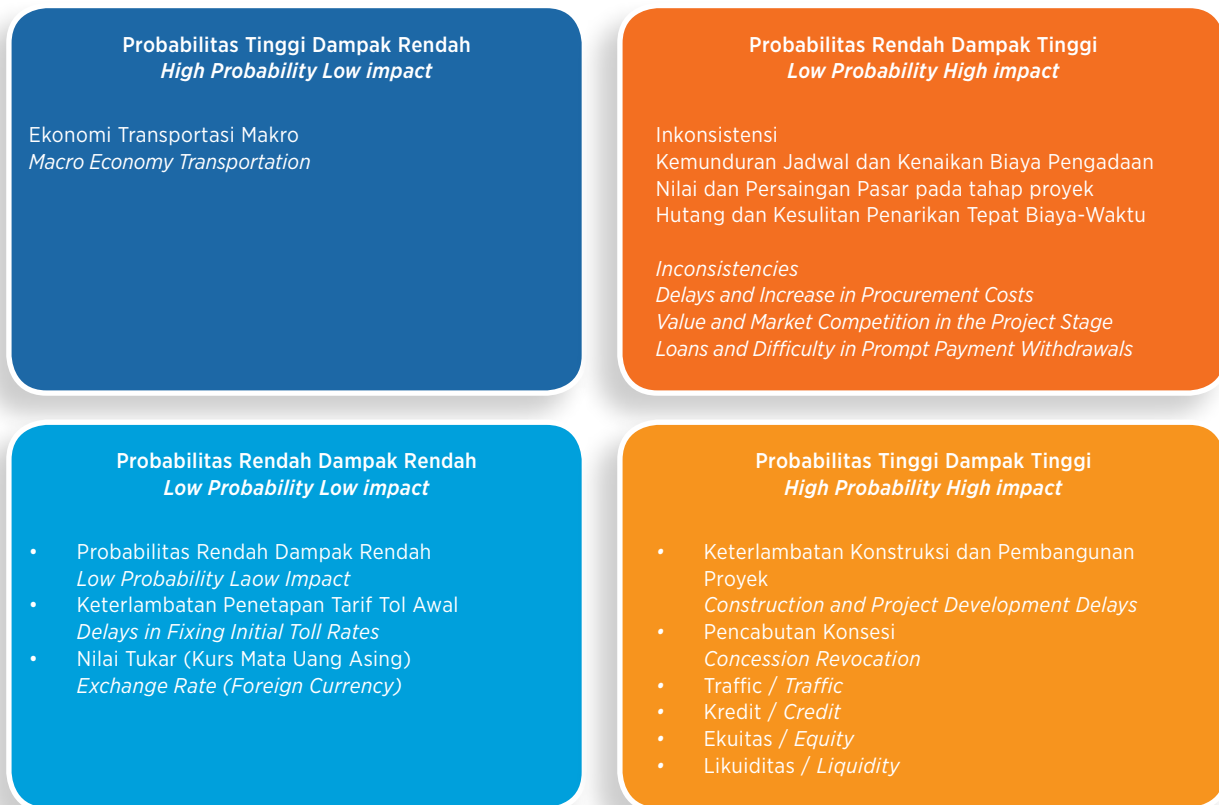 Probabilitas Tinggi Dampak Rendah
High Probability Low impact
Ekonomi Transportasi Makro
Macro Economy Transportation
Probabilitas Rendah Dampak Tinggi
Low Probability High impact
Inkonsistensi
Kemunduran Jadwal dan Kenaikan Biaya Pengadaan
Nilai dan Persaingan Pasar pada tahap proyek
Hutang dan Kesulitan Penarikan Tepat Biaya-Waktu
Inconsistencies
Delays and Increase in Procurement Costs
Value and Market Competition in the Project Stage
Loans and Difficulty in Prompt Payment Withdrawals
Probabilitas Rendah Dampak Rendah
Low Probability Low impact
• Probabilitas Rendah Dampak Rendah
Low Probability Laow Impact
• Keterlambatan Penetapan Tarif Tol Awal
Delays in Fixing Initial Toll Rates
• Nilai Tukar (Kurs Mata Uang Asing)
Exchange Rate (Foreign Currency)
Probabilitas Tinggi Dampak Tinggi
High Probability High impact
• Keterlambatan Konstruksi dan Pembangunan
Proyek
Construction and Project Development Delays
• Pencabutan Konsesi
Concession Revocation
• Traffic / Traffic
• Kredit / Credit
• Ekuitas / Equity
• Likuiditas / Liquidity